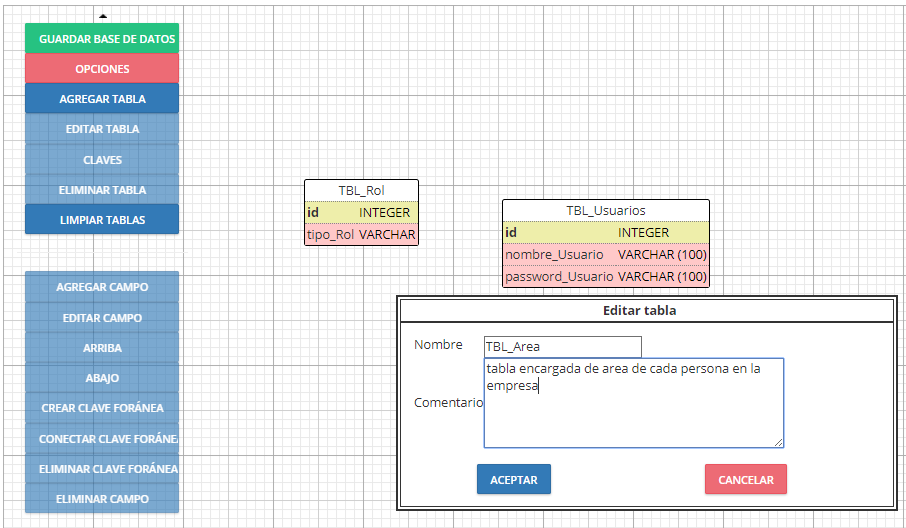 GUARDAR BASE DE DATOS
OPCIONES
AGREGAR TABLA
EDITAR TABLA
CLAVES
ELIMINAR TABLA
LIMPIAR TABLAS
AGREGAR CAMPO
EDITAR CAMPO
ARRIBA
ABAJO
CREAR CLAVE FORÁNEA
CONECTAR CLAVE FORÁNEA
ELIMINAR CLAVE FORÁNEA
ELIMINAR CAMPO
TBL_Rol
id INTEGER
tipo_Rol VARCHAR
TBL_Usuarios
id INTEGER
nombre_Usuario VARCHAR (100)
password_Usuario VARCHAR (100)
Editar tabla
Nombre TBL_Area
Comentario tabla encargada de area de cada persona en la
empresa
ACEPTAR CANCELAR